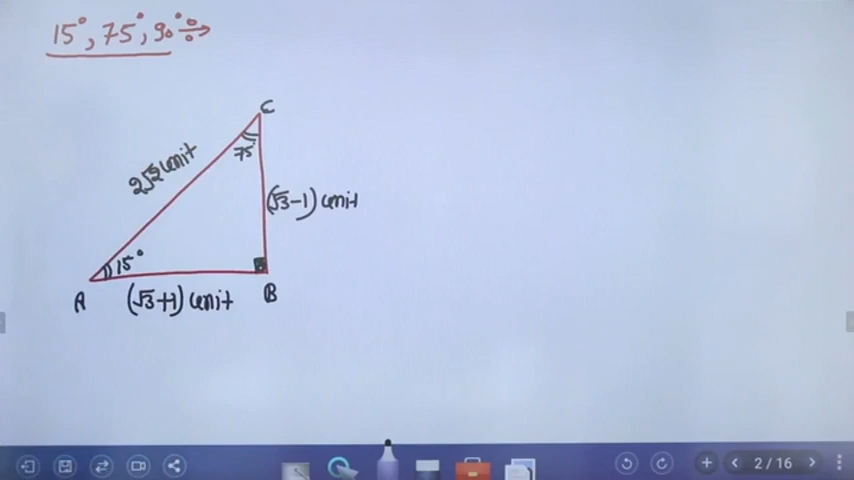 15°, 75°, 90° ÷→
C
75°
2√2 unit
(√3-1) unit
15°
A
(√3+1) unit
B
2 / 16